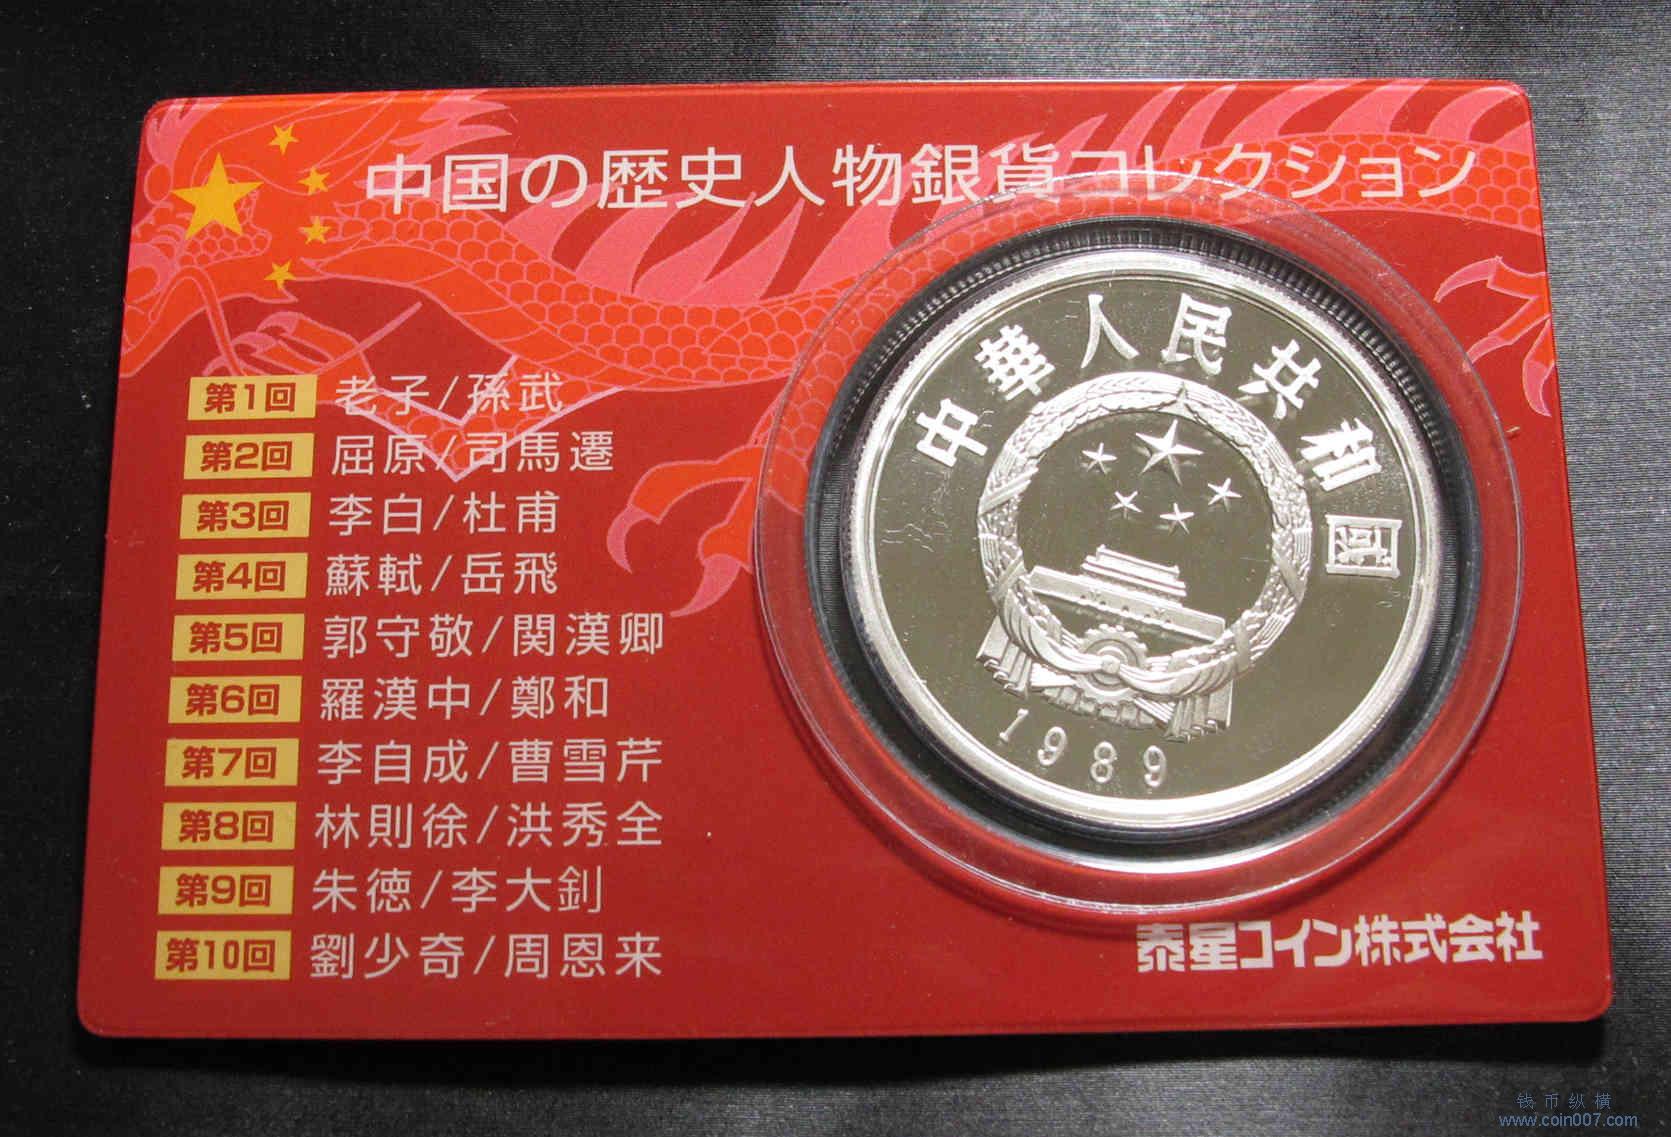 中国の歴史人物銀貨コレクション
第1回 老子/孫武
第2回 屈原/司馬遷
第3回 李白/杜甫
第4回 蘇軾/岳飛
第5回 郭守敬/関漢卿
第6回 羅漢中/鄭和
第7回 李自成/曹雪芹
第8回 林則徐/洪秀全
第9回 朱徳/李大釗
第10回 劉少奇/周恩来
中華人民共和國
1989
泰星コイン株式会社
钱币纵横
www.coin007.com